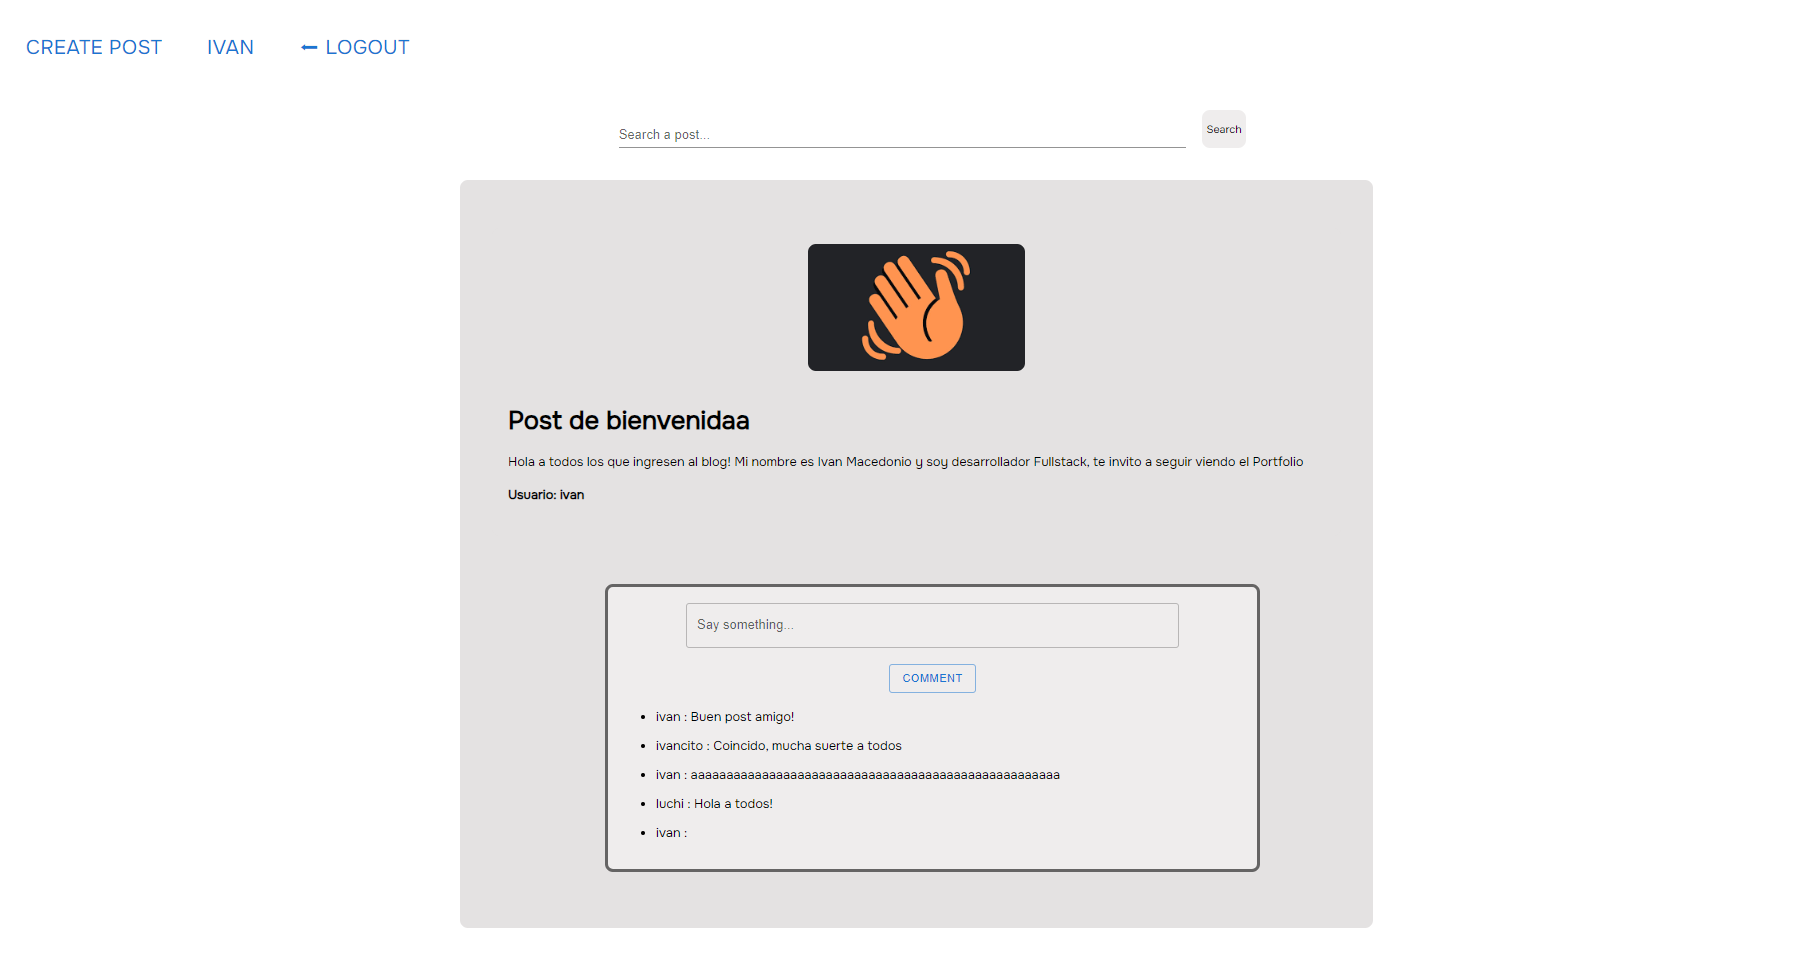 CREATE POST IVAN LOGOUT
Search a post...
Search
Post de bienvenidaa
Hola a todos los que ingresen al blog! Mi nombre es Ivan Macedonio y soy desarrollador Fullstack, te invito a seguir viendo el Portfolio
Usuario: ivan
Say something...
COMMENT
ivan : Buen post amigo!
ivancito : Coincido, mucha suerte a todos
ivan : aaaaaaaaaaaaaaaaaaaaaaaaaaaaaaaaaaaaaaaaaaaaaaaaaaaa
luchi : Hola a todos!
ivan :